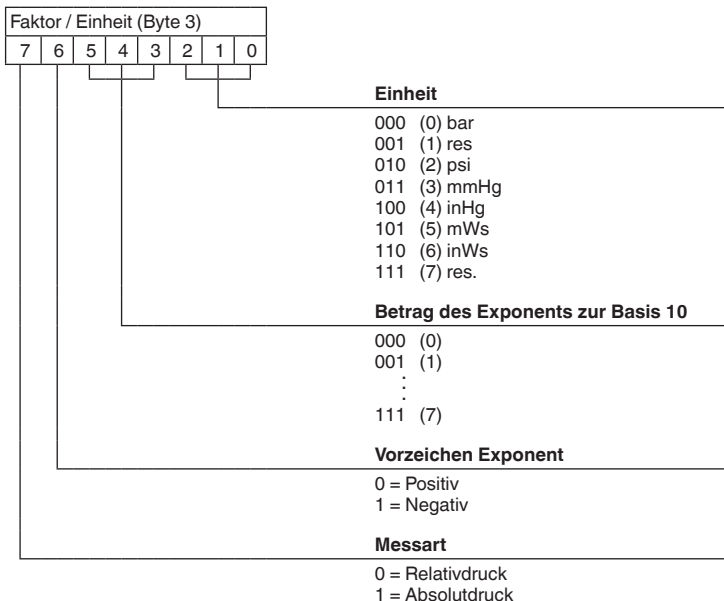 Faktor / Einheit (Byte 3)
7 6 5 4 3 2 1 0
Einheit
000 (0) bar
001 (1) res
010 (2) psi
011 (3) mmHg
100 (4) inHg
101 (5) mWs
110 (6) inWs
111 (7) res.
Betrag des Exponents zur Basis 10
000 (0)
001 (1)
.
.
111 (7)
Vorzeichen Exponent
0 = Positiv
1 = Negativ
Messart
0 = Relativdruck
1 = Absolutdruck